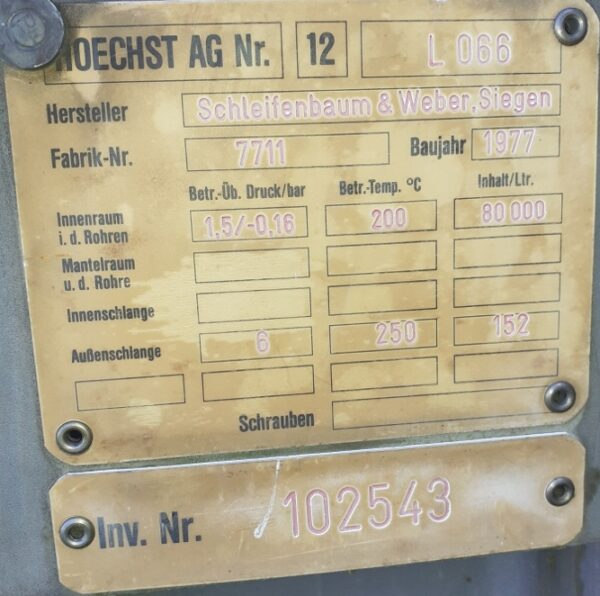 HOECHST AG Nr. 12 L 066
Hersteller Schleifenbaum & Weber, Siegen
Fabrik-Nr. 7711 Baujahr 1977
Betr.-Üb. Druck/bar Betr.-Temp. °C Inhalt/Ltr.
Innenraum
i. d. Rohren 1,5/-0,16 200 80 000
Mantelraum
u. d. Rohre
Innenschlange
Außenschlange 6 250 152
Schrauben
Inv. Nr. 102543